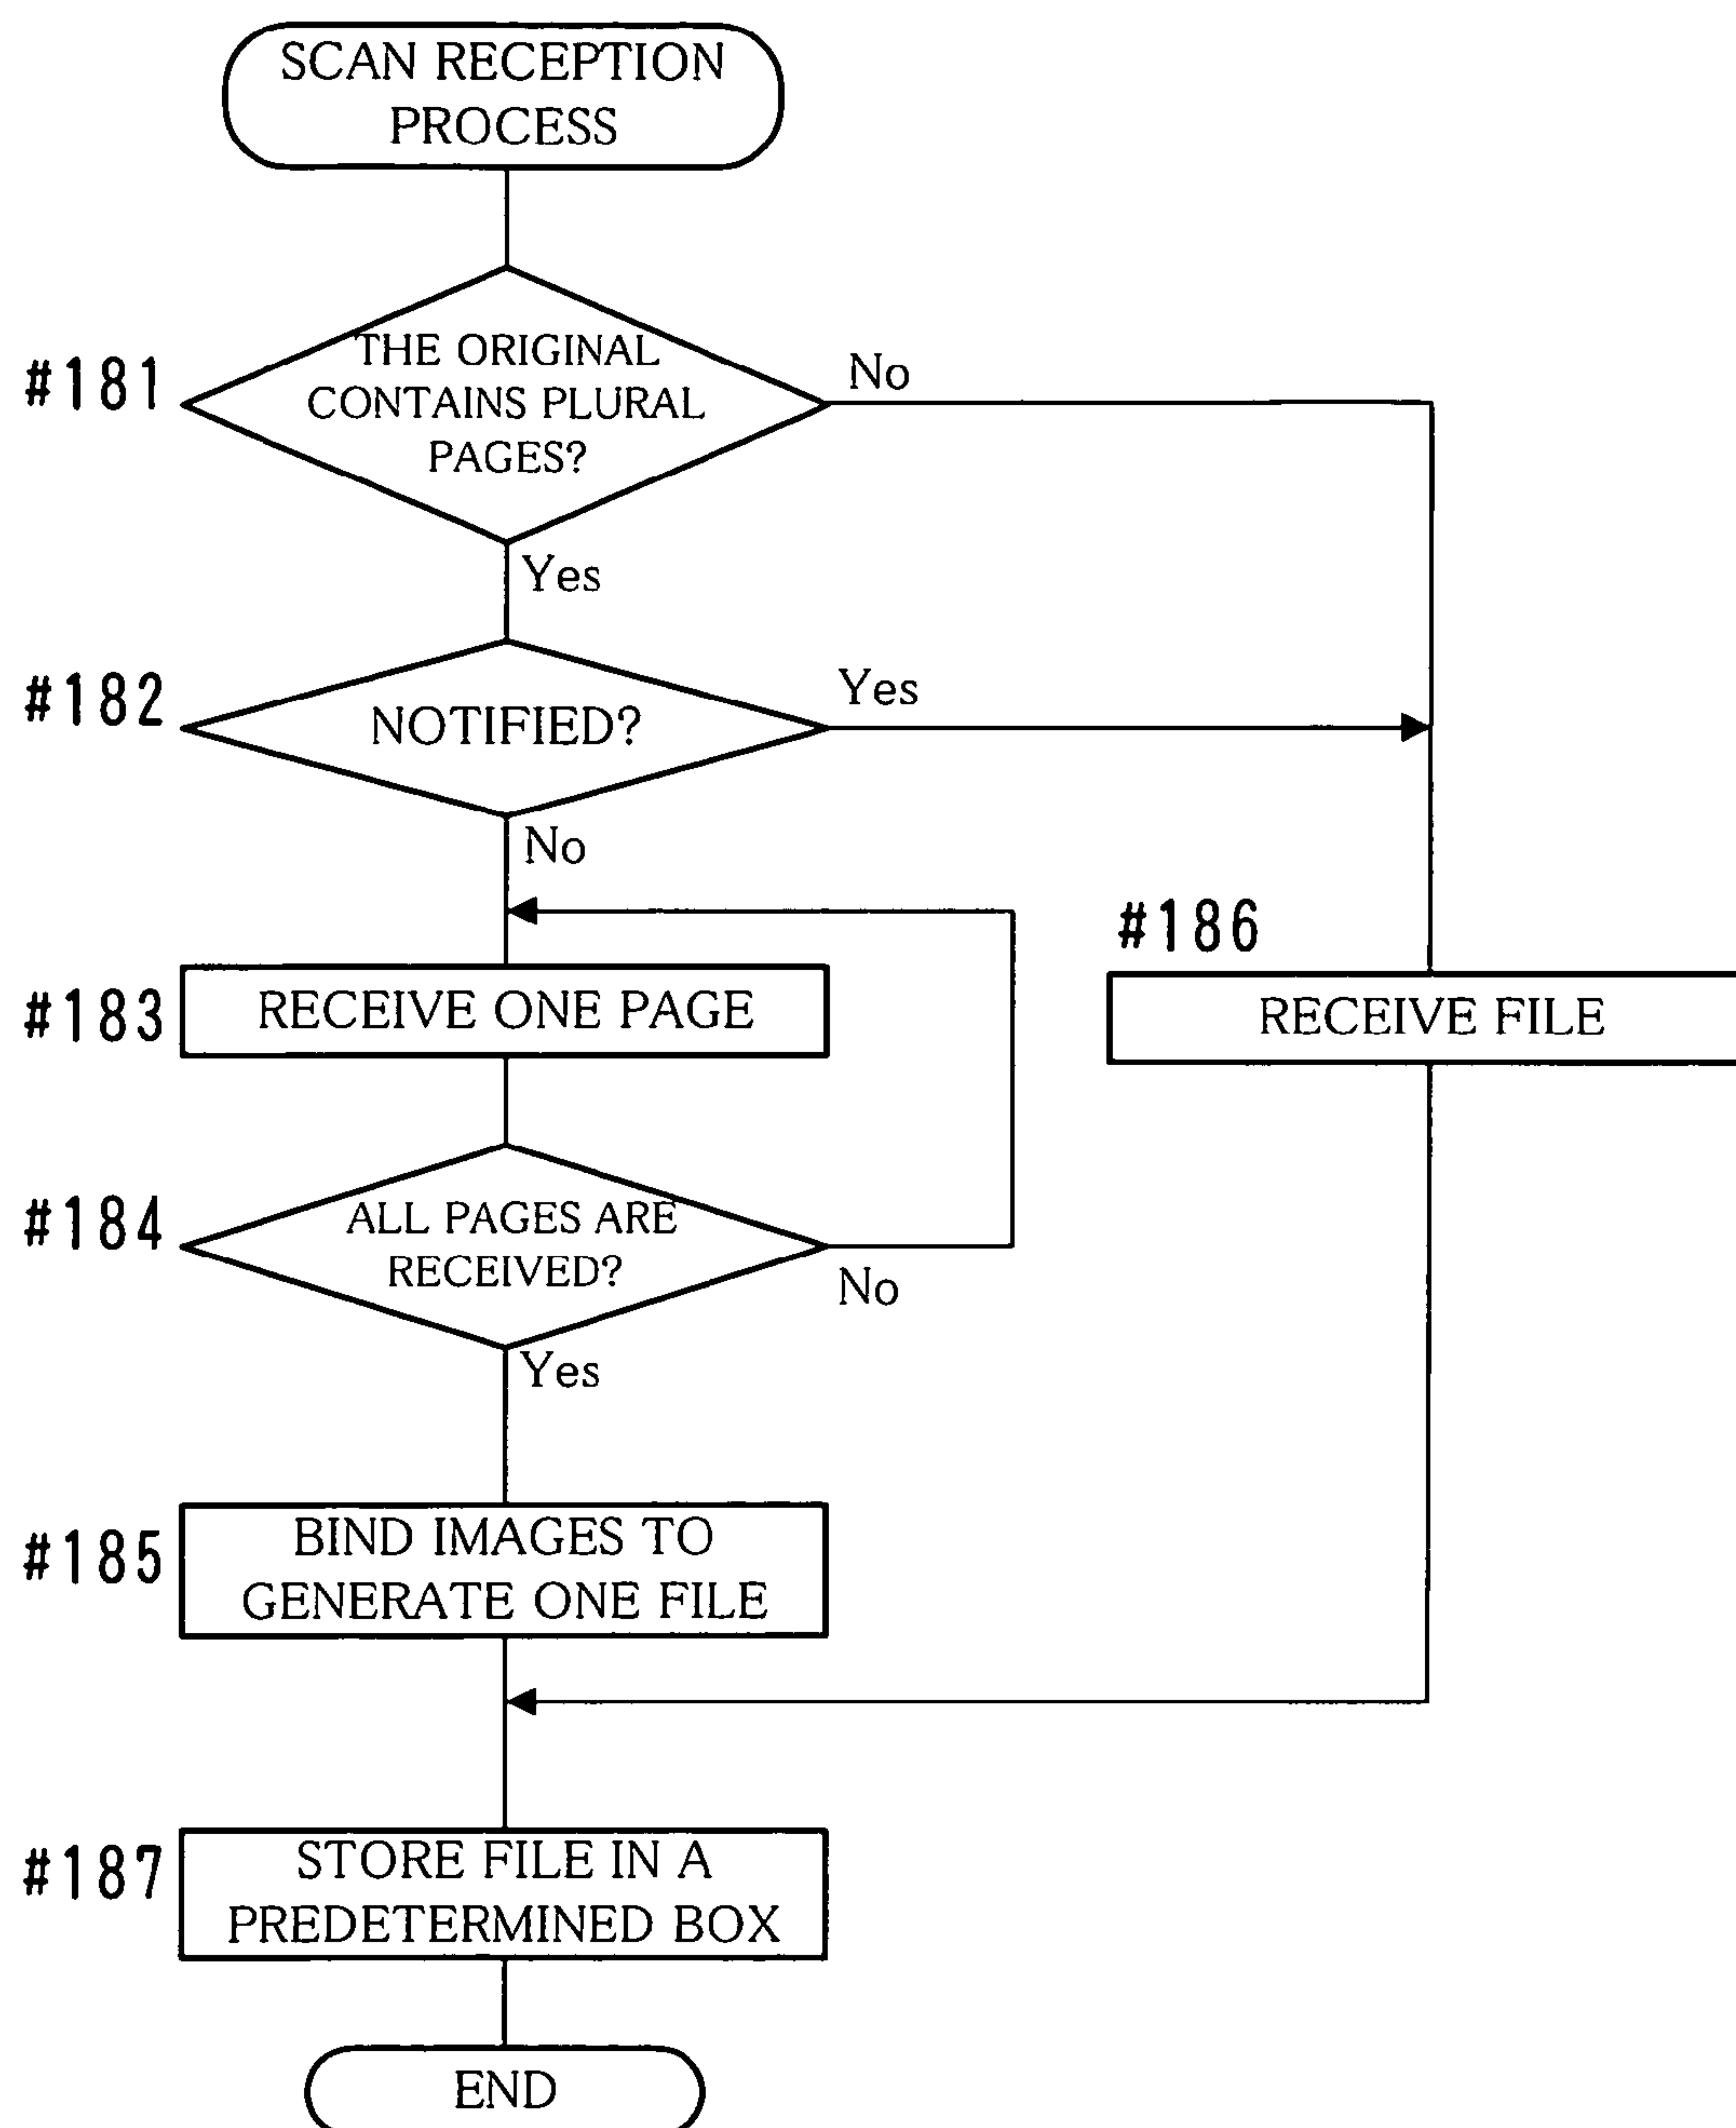 SCAN RECEPTION
PROCESS
#181
THE ORIGINAL
CONTAINS PLURAL
PAGES?
No
Yes
#182
NOTIFIED?
Yes
No
#183
RECEIVE ONE PAGE
#186
RECEIVE FILE
#184
ALL PAGES ARE
RECEIVED?
No
Yes
#185
BIND IMAGES TO
GENERATE ONE FILE
#187
STORE FILE IN A
PREDETERMINED BOX
END